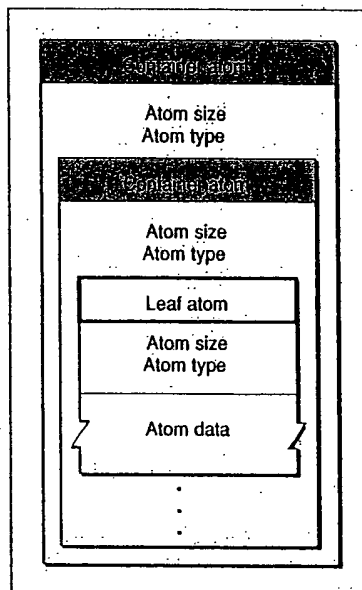 Container atom
Atom size
Atom type
Container atom
Atom size
Atom type
Leaf atom
Atom size
Atom type
Atom data